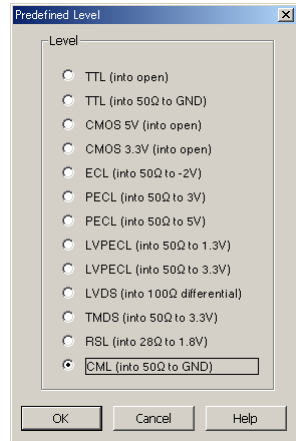 Predefined Level
Level
TTL (into open)
TTL (into 50Ω to GND)
CMOS 5V (into open)
CMOS 3.3V (into open)
ECL (into 50Ω to -2V)
PECL (into 50Ω to 3V)
PECL (into 50Ω to 5V)
LVPECL (into 50Ω to 1.3V)
LVPECL (into 50Ω to 3.3V)
LVDS (into 100Ω differential)
TMDS (into 50Ω to 3.3V)
RSL (into 28Ω to 1.8V)
CML (into 50Ω to GND)
OK Cancel Help